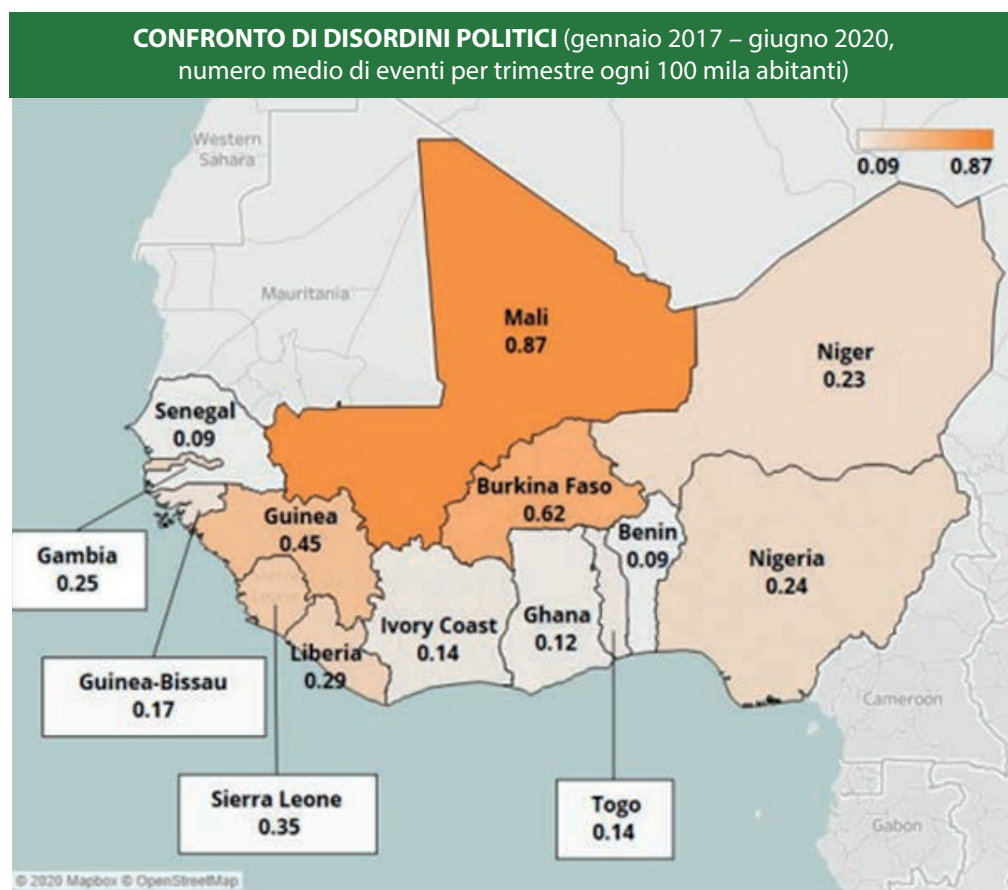 CONFRONTO DI DISORDINI POLITICI (gennaio 2017 – giugno 2020,
numero medio di eventi per trimestre ogni 100 mila abitanti)
Western
Sahara
0.09 0.87
Mauritania
Mali
0.87
Niger
0.23
Senegal
0.09
Burkina Faso
0.62
Guinea
0.45
Benin
0.09
Gambia
0.25
Nigeria
0.24
Sierra
Leone
Ivory Coast
0.14
Ghana
0.12
Liberia
0.29
Guinea-Bissau
0.17
Cameroon
Sierra Leone
0.35
Togo
0.14
Gabon
© 2020 Mapbox © OpenStreetMap